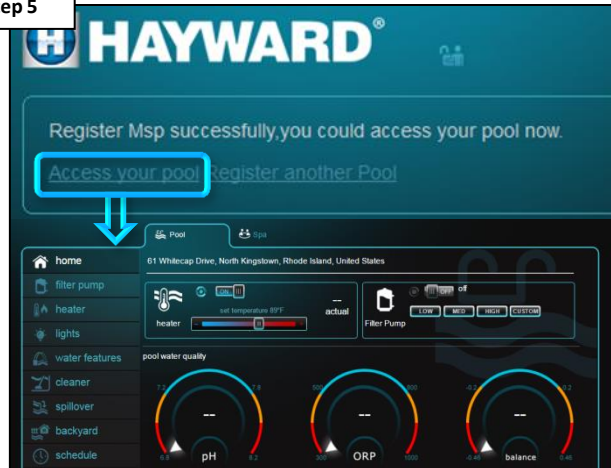 ep 5
H HAYWARD®
Register Msp successfully,you could access your pool now.
Access your pool Register another Pool
Pool
Spa
home
61 Whitecap Drive, North Kingstown, Rhode Island, United States
filter pump
heater
lights
water features
cleaner
spillover
backyard
schedule
ON
set temperature 89°F
heater
--
actual
OFF
off
Filter Pump
LOW MED HIGH CUSTOM
pool water quality
7.2 7.8
--
6.8 8.2
pH
500 800
--
300 1000
ORP
-0.2 0.2
--
-0.46 0.46
balance